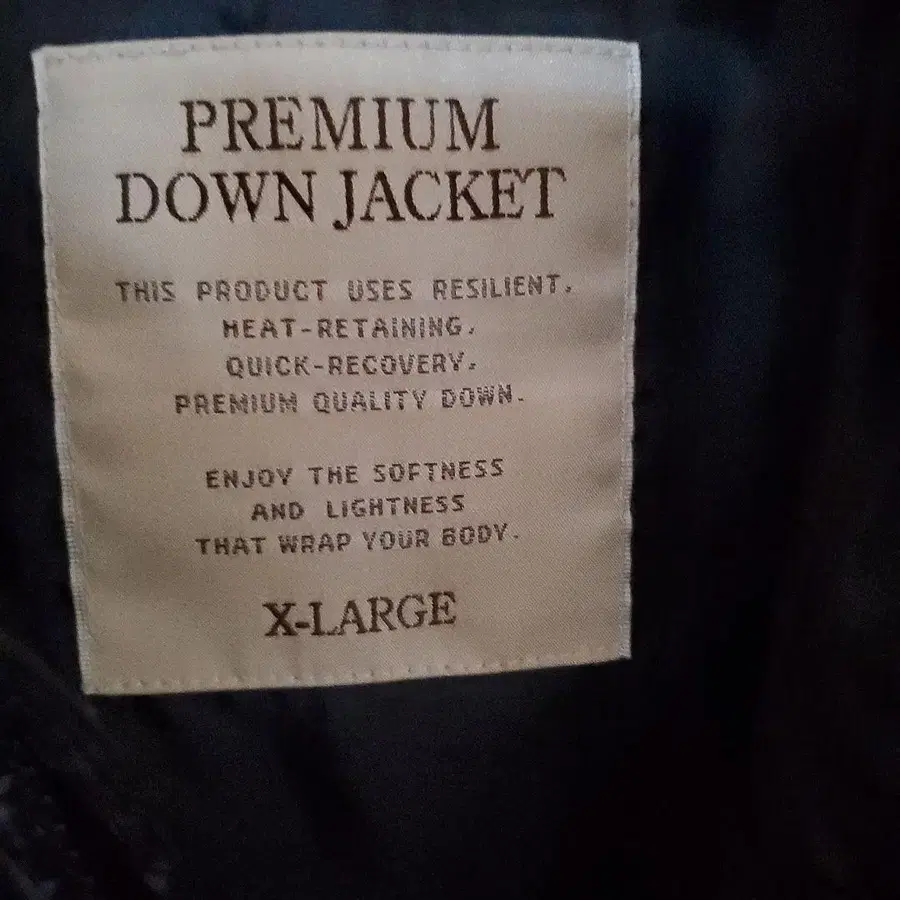 PREMIUM
DOWN JACKET
THIS PRODUCT USES RESILIENT,
HEAT-RETAINING,
QUICK-RECOVERY,
PREMIUM QUALITY DOWN.
ENJOY THE SOFTNESS
AND LIGHTNESS
THAT WRAP YOUR BODY.
X-LARGE